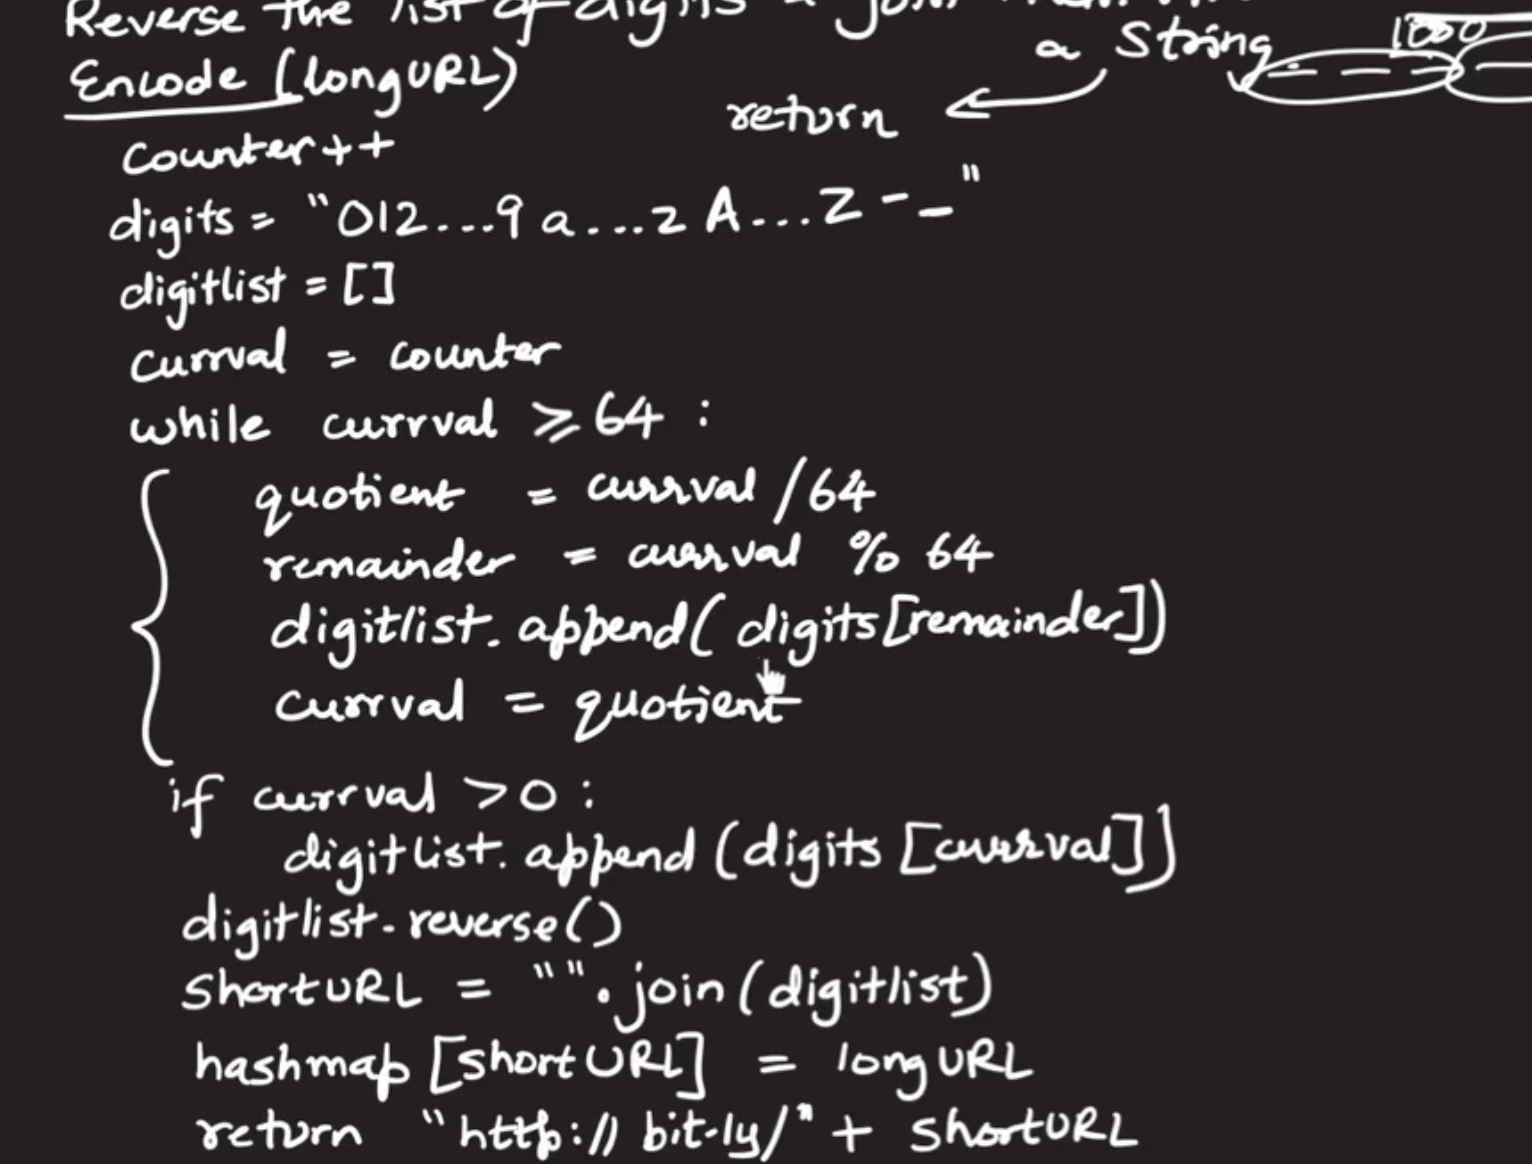 Reverse the list of digits & join
a String
1000
Encode (longURL)
return
counter++
digits = "012...9 a...z A...Z -_"
digitlist = []
currval = counter
while currval ≥ 64 :
quotient = currval / 64
remainder = currval % 64
digitlist.append( digits[remainder])
currval = quotient
if currval > 0 :
digitlist.append (digits [currval])
digitlist.reverse()
shortURL = "".join(digitlist)
hashmap [shortURL] = longURL
return "http:// bit.ly/" + shortURL